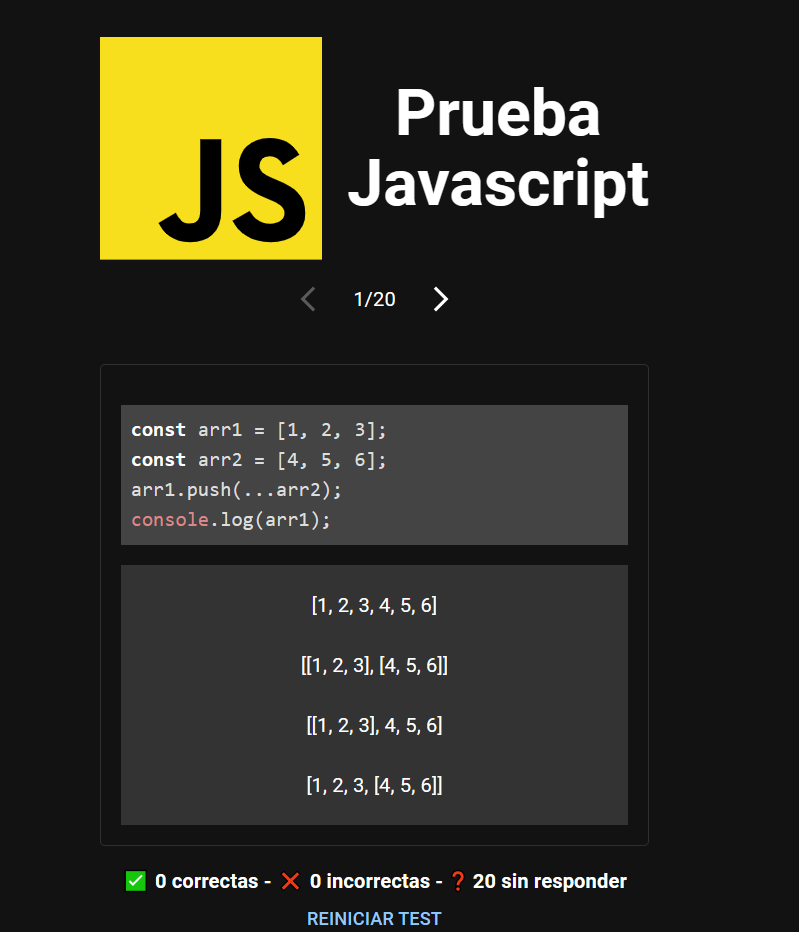 JS
Prueba
Javascript
1/20
const arr1 = [1, 2, 3];
const arr2 = [4, 5, 6];
arr1.push(...arr2);
console.log(arr1);
[1, 2, 3, 4, 5, 6]
[[1, 2, 3], [4, 5, 6]]
[[1, 2, 3], 4, 5, 6]
[1, 2, 3, [4, 5, 6]]
✅ 0 correctas - ❌ 0 incorrectas - ❓ 20 sin responder
REINICIAR TEST